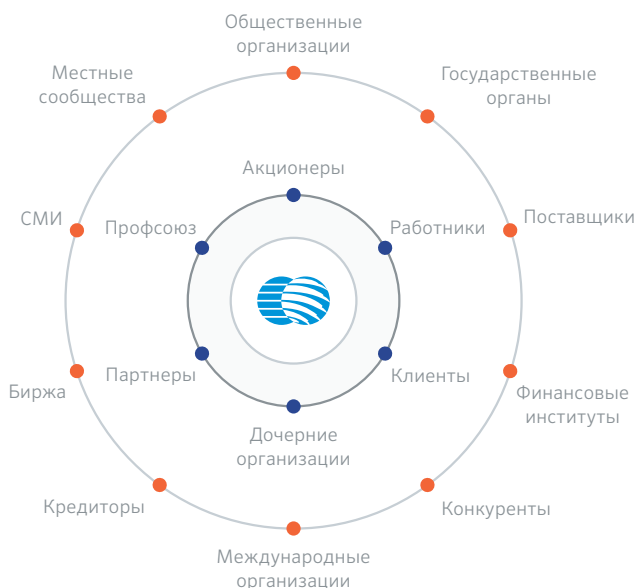 Общественные
организации
Местные
сообщества
Государственные
органы
Акционеры
СМИ
Профсоюз
Работники
Поставщики
Партнеры
Клиенты
Биржа
Финансовые
институты
Дочерние
организации
Кредиторы
Конкуренты
Международные
организации